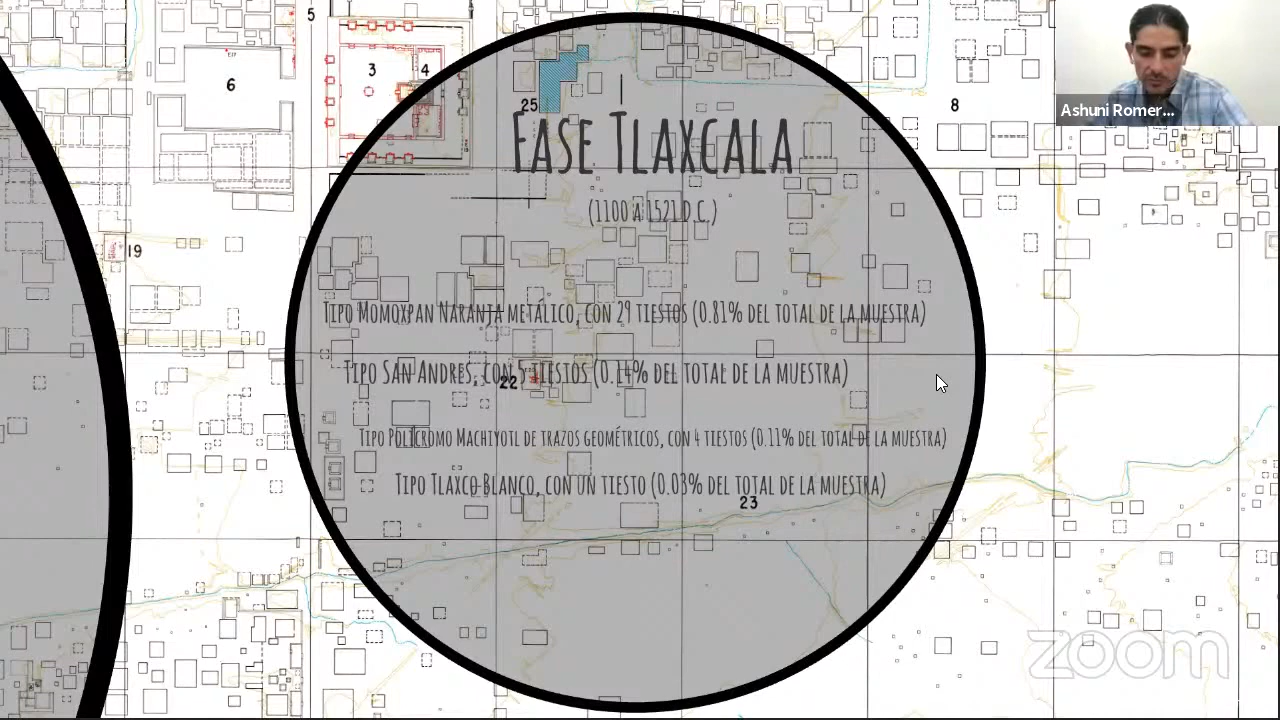 5
3
4
6
25
8
Ashuni Romer...
FASE TLAXCALA
(1100 A 1521 D.C.)
19
TIPO MOMOXPAN NARANJA METÁLICO, CON 29 TIESTOS (0.81% DEL TOTAL DE LA MUESTRA)
TIPO SAN ANDRES, CON 5 TIESTOS (0.14% DEL TOTAL DE LA MUESTRA)
22
TIPO POLÍCROMO MACHIYOTL DE TRAZOS GEOMÉTRICOS, CON 4 TIESTOS (0.11% DEL TOTAL DE LA MUESTRA)
TIPO TLAXCO BLANCO, CON UN TIESTO (0.03% DEL TOTAL DE LA MUESTRA)
23
zoom